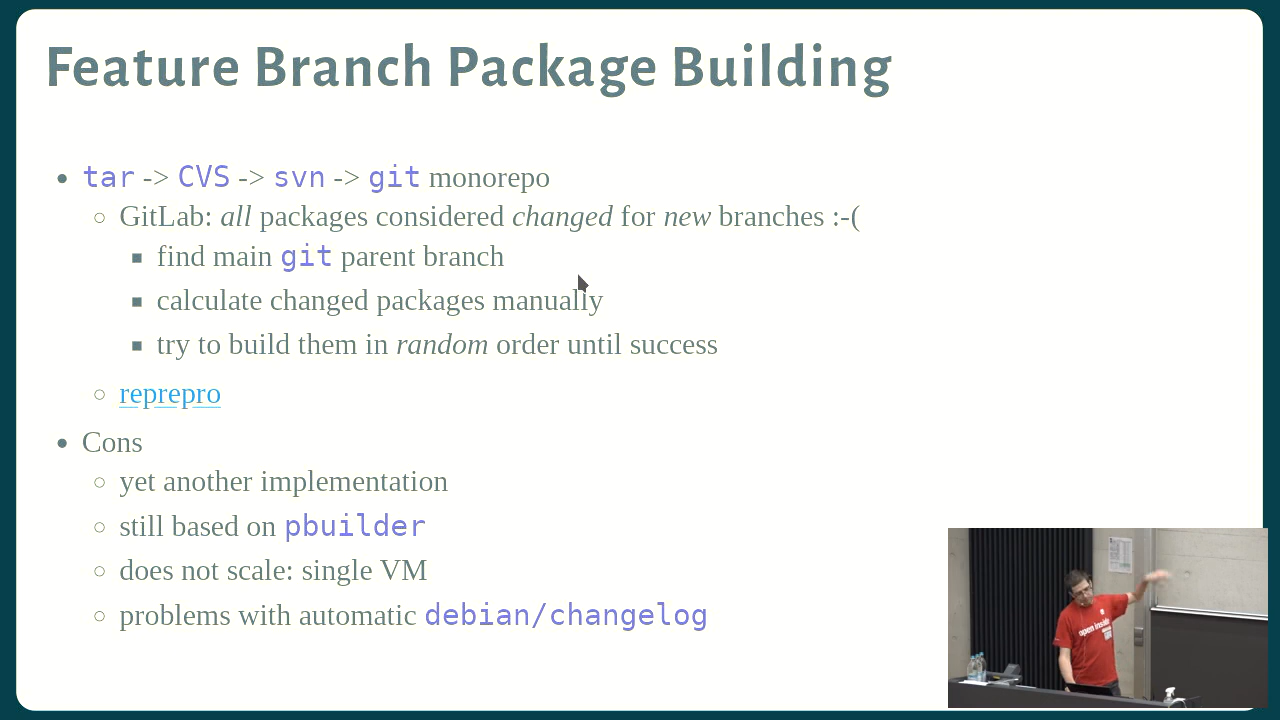 Feature Branch Package Building
tar -> CVS -> svn -> git monorepo
GitLab: all packages considered changed for new branches :-(
find main git parent branch
calculate changed packages manually
try to build them in random order until success
reprepro
Cons
yet another implementation
still based on pbuilder
does not scale: single VM
problems with automatic debian/changelog
open inside